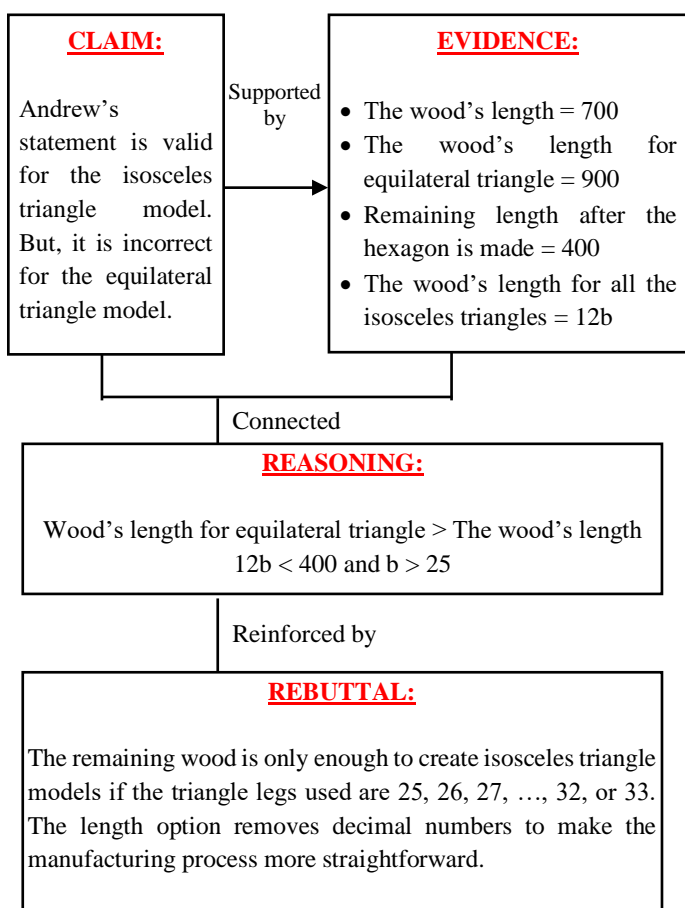 CLAIM:
Andrew's
statement is valid
for the isosceles
triangle model.
But, it is incorrect
for the equilateral
triangle model.
Supported
by
EVIDENCE:
• The wood's length = 700
• The wood's length for
equilateral triangle = 900
• Remaining length after the
hexagon is made = 400
• The wood's length for all the
isosceles triangles = 12b
Connected
REASONING:
Wood's length for equilateral triangle > The wood's length
12b < 400 and b > 25
Reinforced by
REBUTTAL:
The remaining wood is only enough to create isosceles triangle
models if the triangle legs used are 25, 26, 27, …, 32, or 33.
The length option removes decimal numbers to make the
manufacturing process more straightforward.